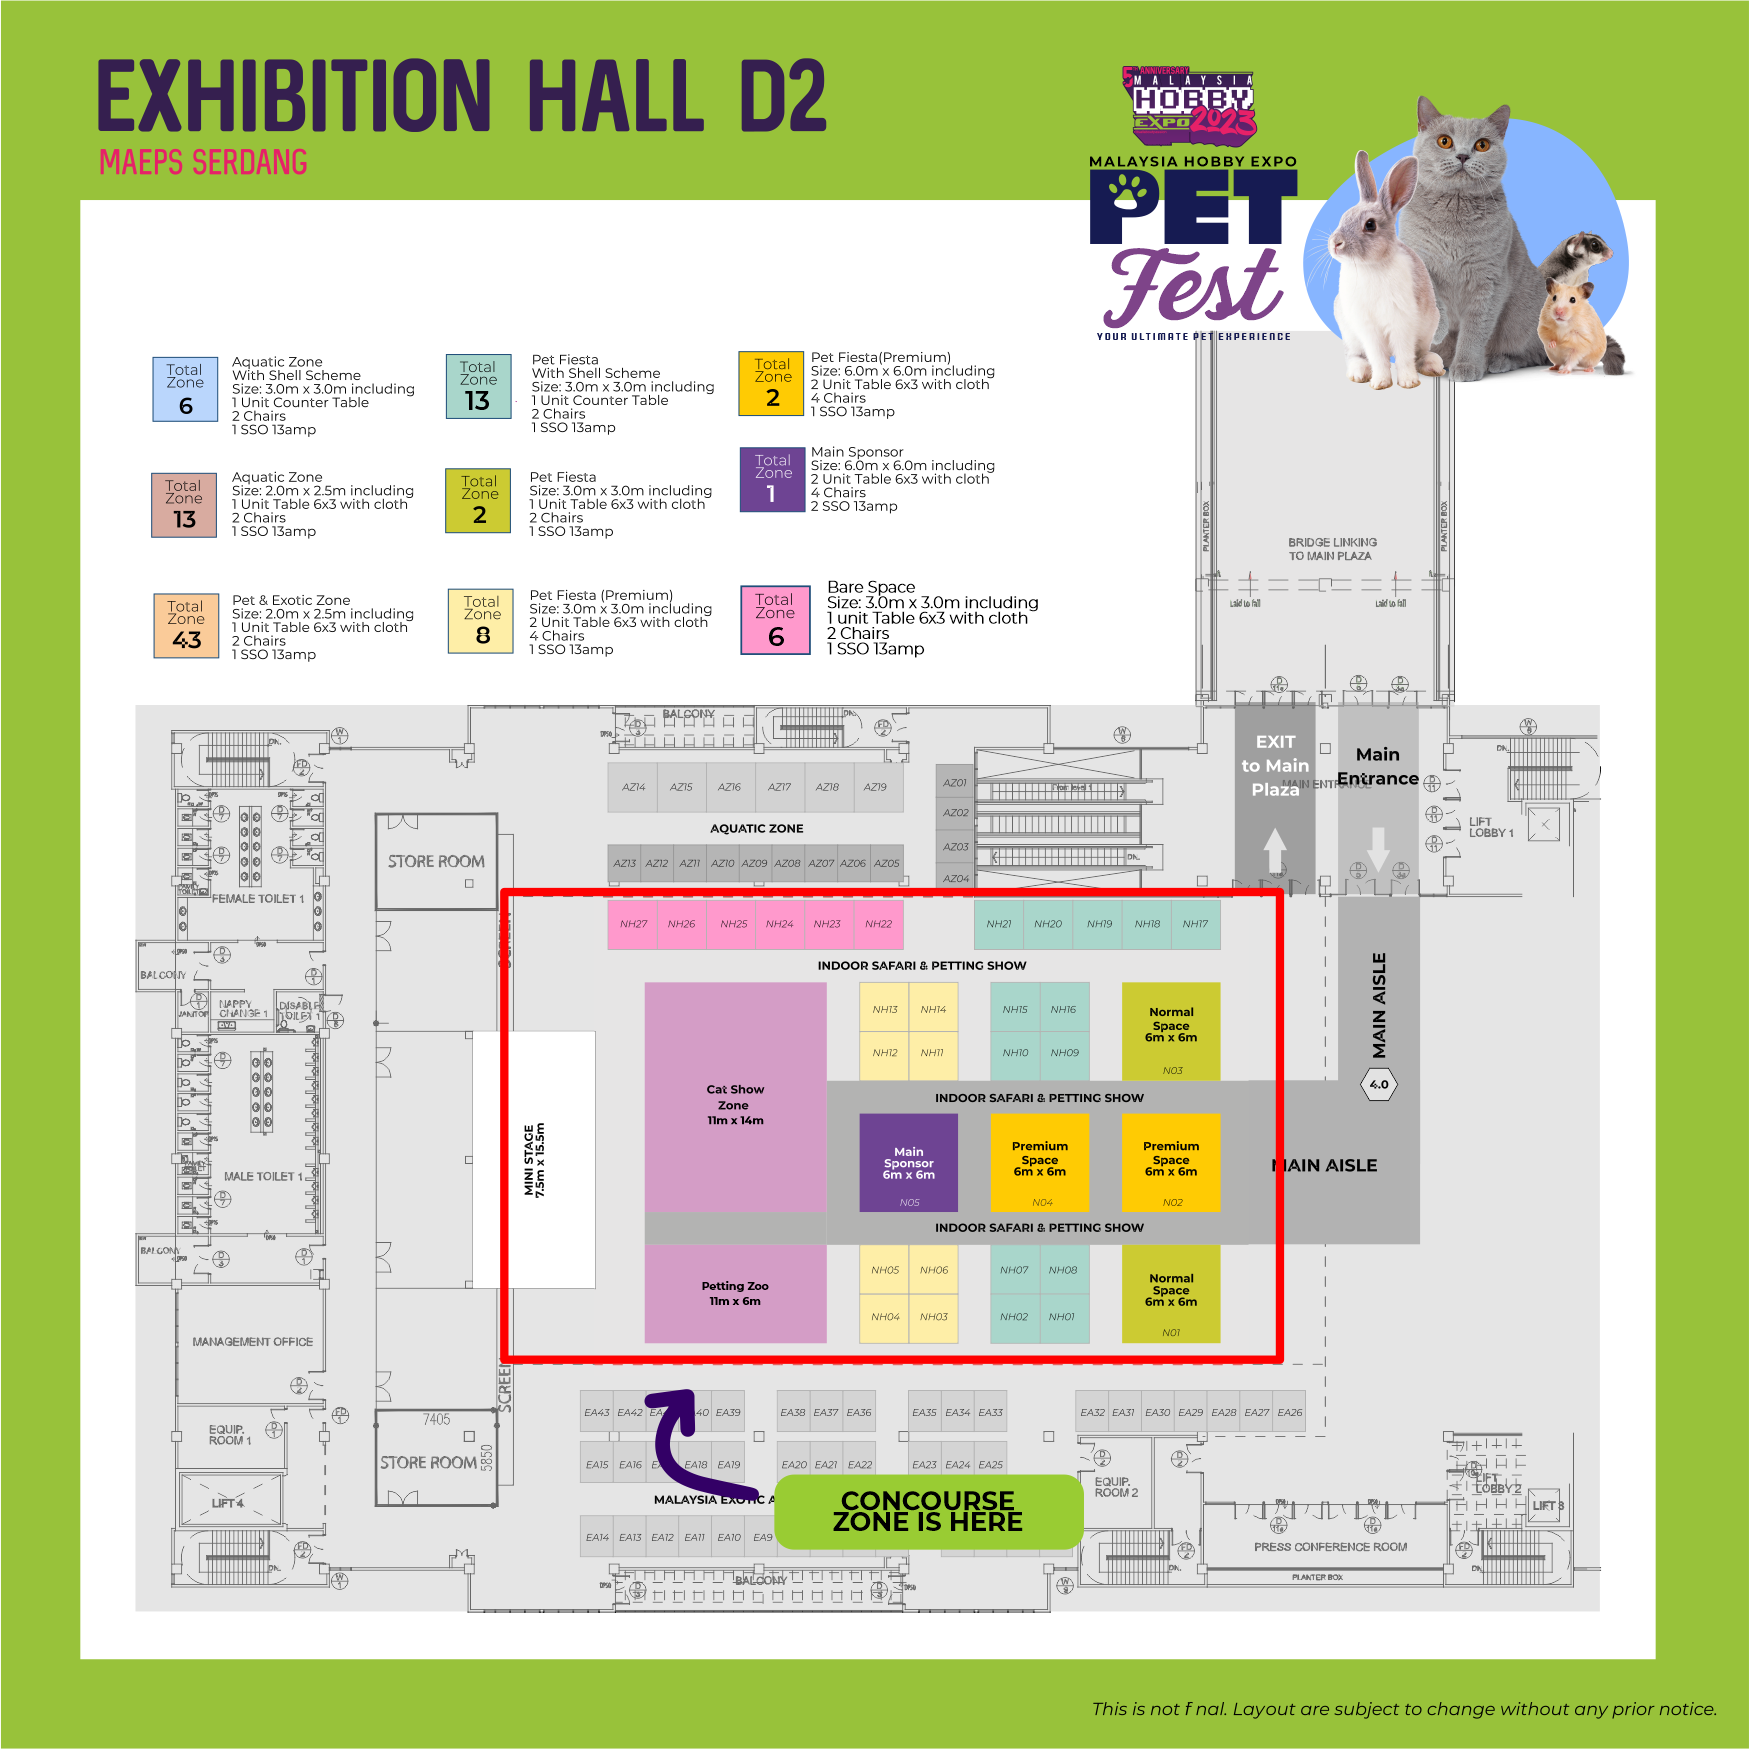 EXHIBITION HALL D2
MAEPS SERDANG
5th ANNIVERSARY
MALAYSIA
HOBBY
EXPO 2023
MALAYSIA HOBBY EXPO
PET
Fest
YOUR ULTIMATE PET EXPERIENCE
Total
Zone
6
Aquatic Zone
With Shell Scheme
Size: 3.0m x 3.0m including
1 Unit Counter Table
2 Chairs
1 SSO 13amp
Total
Zone
13
Pet Fiesta
With Shell Scheme
Size: 3.0m x 3.0m including
1 Unit Counter Table
2 Chairs
1 SSO 13amp
Total
Zone
2
Pet Fiesta(Premium)
Size: 6.0m x 6.0m including
2 Unit Table 6x3 with cloth
4 Chairs
1 SSO 13amp
Total
Zone
13
Aquatic Zone
Size: 2.0m x 2.5m including
1 Unit Table 6x3 with cloth
2 Chairs
1 SSO 13amp
Total
Zone
2
Pet Fiesta
Size: 3.0m x 3.0m including
1 Unit Table 6x3 with cloth
2 Chairs
1 SSO 13amp
Total
Zone
1
Main Sponsor
Size: 6.0m x 6.0m including
2 Unit Table 6x3 with cloth
4 Chairs
2 SSO 13amp
Total
Zone
43
Pet & Exotic Zone
Size: 2.0m x 2.5m including
1 Unit Table 6x3 with cloth
2 Chairs
1 SSO 13amp
Total
Zone
8
Pet Fiesta (Premium)
Size: 3.0m x 3.0m including
2 Unit Table 6x3 with cloth
4 Chairs
1 SSO 13amp
Total
Zone
6
Bare Space
Size: 3.0m x 3.0m including
1 unit Table 6x3 with cloth
2 Chairs
1 SSO 13amp
PLANTER BOX
PLANTER BOX
BRIDGE LINKING
TO MAIN PLAZA
Laid to fall
Laid to fall
BALCONY
EXIT
to Main
Plaza
Main
Entrance
MAIN ENTRANCE
LIFT
LOBBY 1
AZ14 AZ15 AZ16 AZ17 AZ18 AZ19
AZ01
AZ02
AZ03
AZ04
AQUATIC ZONE
AZ13 AZ12 AZ11 AZ10 AZ09 AZ08 AZ07 AZ06 AZ05
STORE ROOM
FEMALE TOILET 1
SCREEN
BALCONY
JANITOR
NAPPY
CHANGE 1
DISABLE
TOILET 1
NH27 NH26 NH25 NH24 NH23 NH22
NH21 NH20 NH19 NH18 NH17
INDOOR SAFARI & PETTING SHOW
NH13 NH14
NH12 NH11
NH15 NH16
NH10 NH09
Normal
Space
6m x 6m
N03
MAIN AISLE
4.0
Cat Show
Zone
11m x 14m
INDOOR SAFARI & PETTING SHOW
MINI STAGE
7.5m x 15.5m
Main
Sponsor
6m x 6m
N05
Premium
Space
6m x 6m
N04
Premium
Space
6m x 6m
N02
MAIN AISLE
MALE TOILET 1
INDOOR SAFARI & PETTING SHOW
BALCONY
Petting Zoo
11m x 6m
NH05 NH06
NH04 NH03
NH07 NH08
NH02 NH01
Normal
Space
6m x 6m
N01
MANAGEMENT OFFICE
SCREEN
EQUIP.
ROOM 1
7405
5850
STORE ROOM
LIFT 4
EA43 EA42 40 EA39
EA38 EA37 EA36
EA35 EA34 EA33
EA32 EA31 EA30 EA29 EA28 EA27 EA26
EA15 EA16 EA18 EA19
EA20 EA21 EA22
EA23 EA24 EA25
MALAYSIA EXOTIC A
CONCOURSE
ZONE IS HERE
EA14 EA13 EA12 EA11 EA10 EA9
EQUIP.
ROOM 2
LIFT
LOBBY 2
LIFT 3
PRESS CONFERENCE ROOM
PLANTER BOX
BALCONY
This is not f nal. Layout are subject to change without any prior notice.